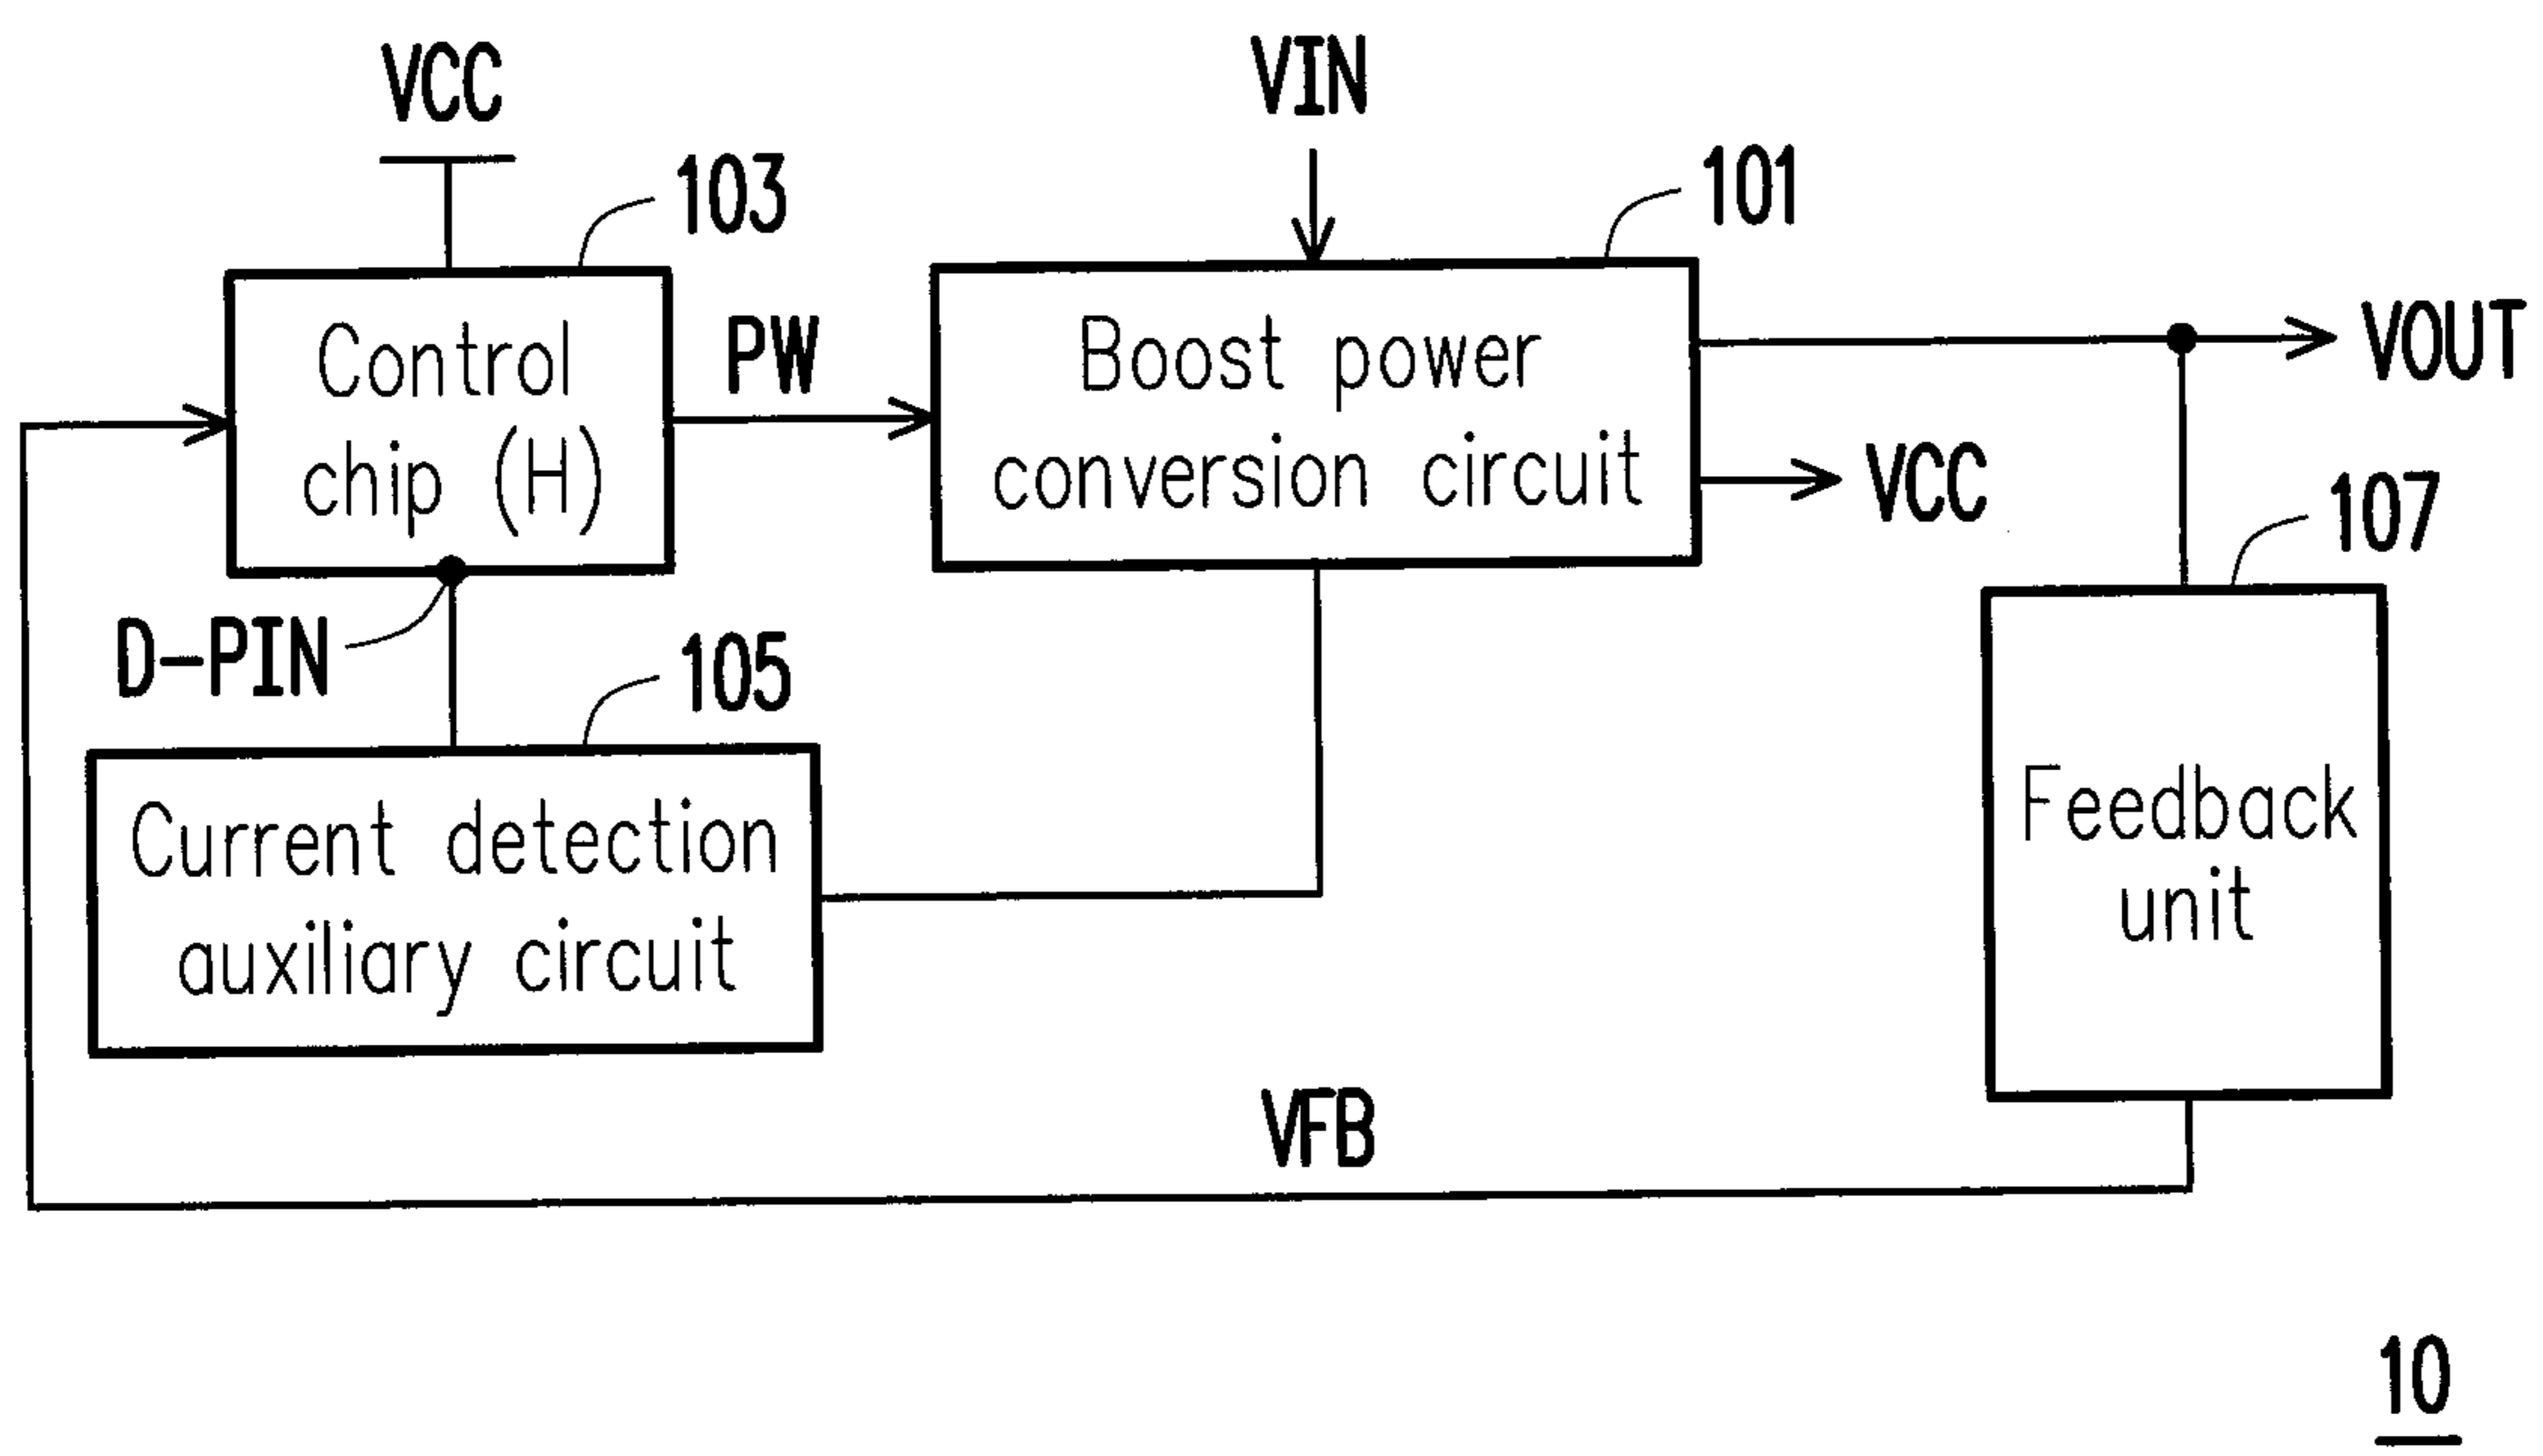 VCC
VIN
103
101
Control
chip (H)
PW
Boost power
conversion circuit
VOUT
VCC
107
D-PIN
105
Current detection
auxiliary circuit
Feedback
unit
VFB
10